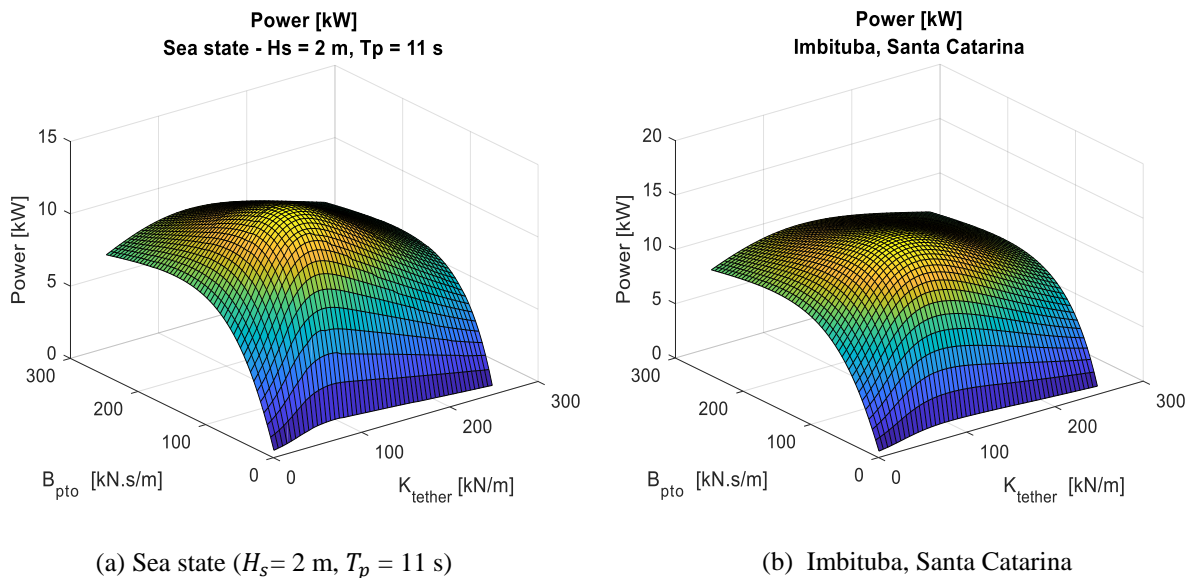 Power [kW]
Sea state - Hs = 2 m, Tp = 11 s
15
10
5
0
Power [kW]
300
200
100
0
B_pto [kN.s/m]
0
100
200
300
K_tether [kN/m]
(a) Sea state (H_s= 2 m, T_p = 11 s)
Power [kW]
Imbituba, Santa Catarina
20
15
10
5
0
Power [kW]
300
200
100
0
B_pto [kN.s/m]
0
100
200
300
K_tether [kN/m]
(b) Imbituba, Santa Catarina